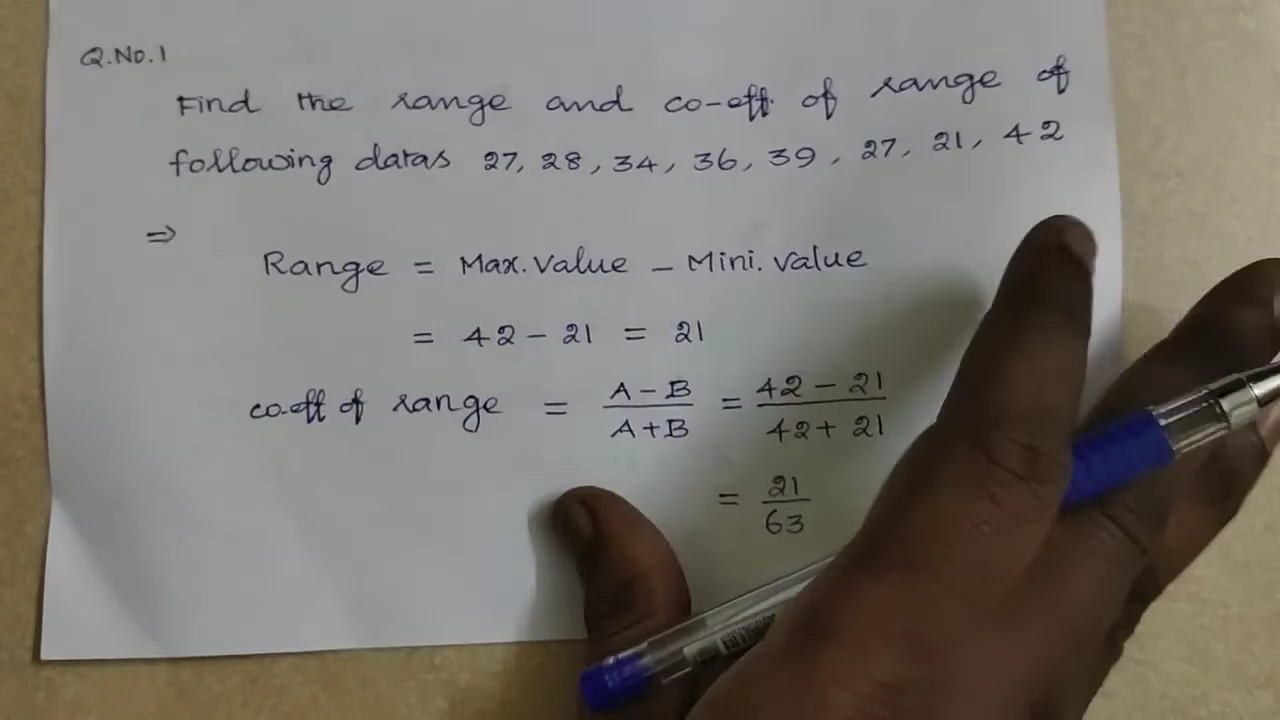 Q.No.1
Find the range and co-eff. of range of
following datas 27, 28, 34, 36, 39, 27, 21, 42
⇒
Range = Max.Value - Mini.Value
= 42 - 21 = 21
co.eff of range = A-B/A+B = 42-21/42+21
= 21/63